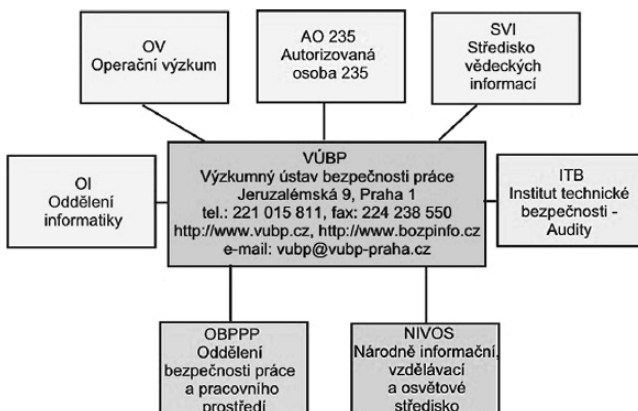 OV
Operační výzkum
AO 235
Autorizovaná
osoba 235
SVI
Středisko
vědeckých
informací
OI
Oddělení
informatiky
VÚBP
Výzkumný ústav bezpečnosti práce
Jeruzalémská 9, Praha 1
tel.: 221 015 811, fax: 224 238 550
http://www.vubp.cz, http://www.bozpinfo.cz
e-mail: vubp@vubp-praha.cz
ITB
Institut technické
bezpečnosti -
Audity
OBPPP
Oddělení
bezpečnosti práce
a pracovního
prostředí
NIVOS
Národně informační,
vzdělávací
a osvětové
středisko